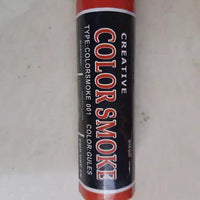 CREATIVE
COLOR SMOKE
TYPE:COLORSMOKE 001 COLOR:GULES